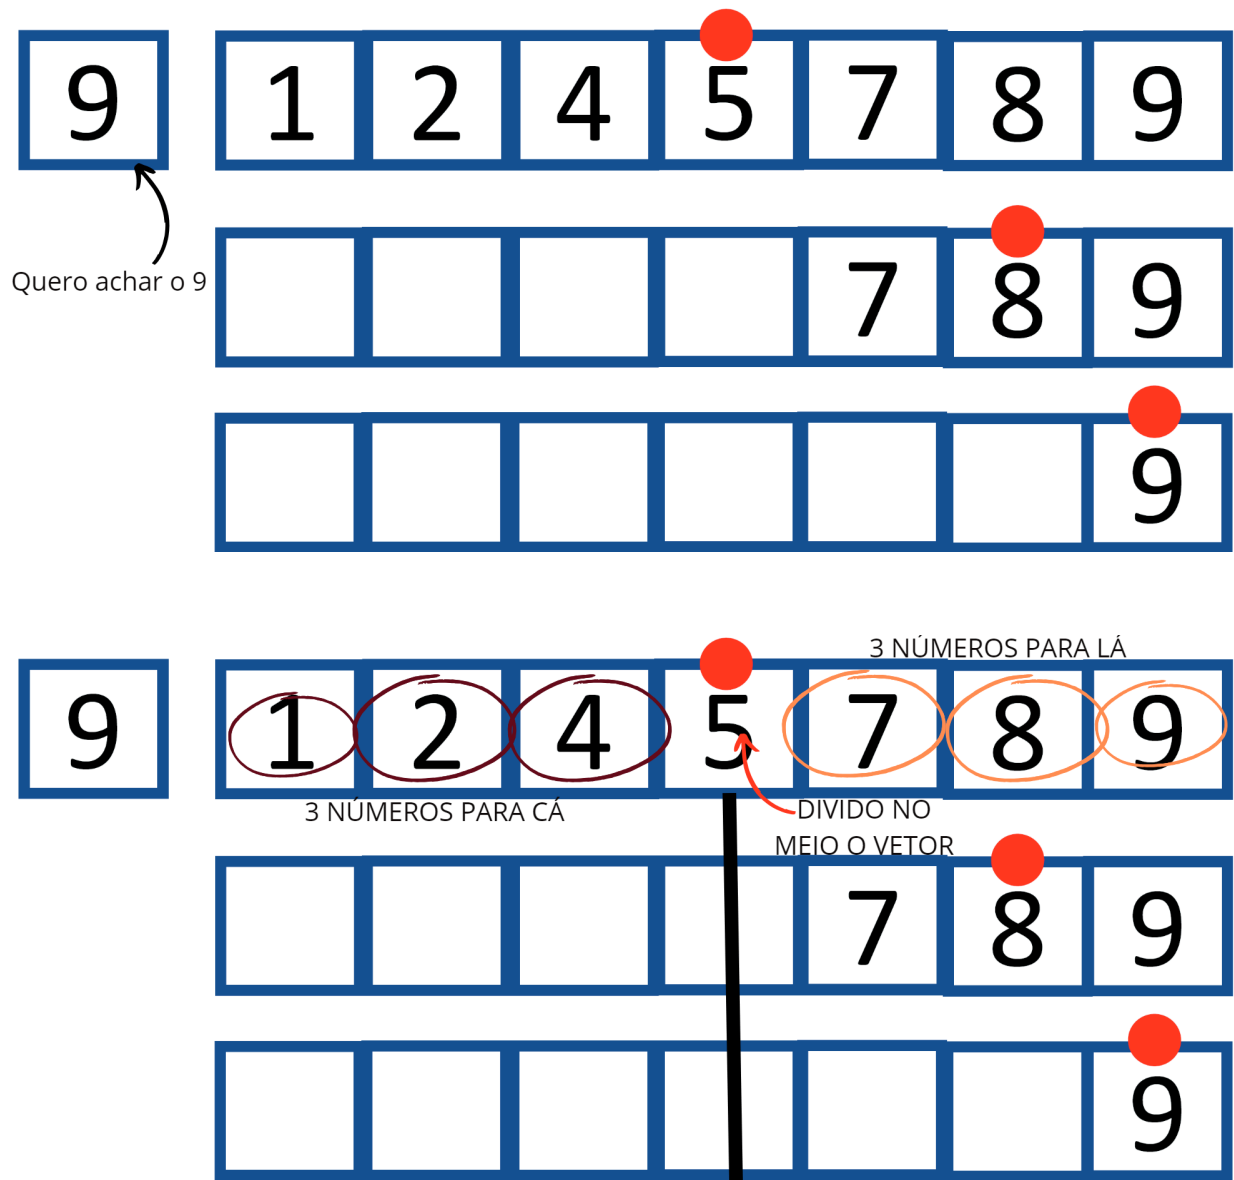 9 1 2 4 5 7 8 9
Quero achar o 9
7 8 9
9
3 NÚMEROS PARA LÁ
9 1 2 4 5 7 8 9
3 NÚMEROS PARA CÁ
DIVIDO NO
MEIO O VETOR
7 8 9
9